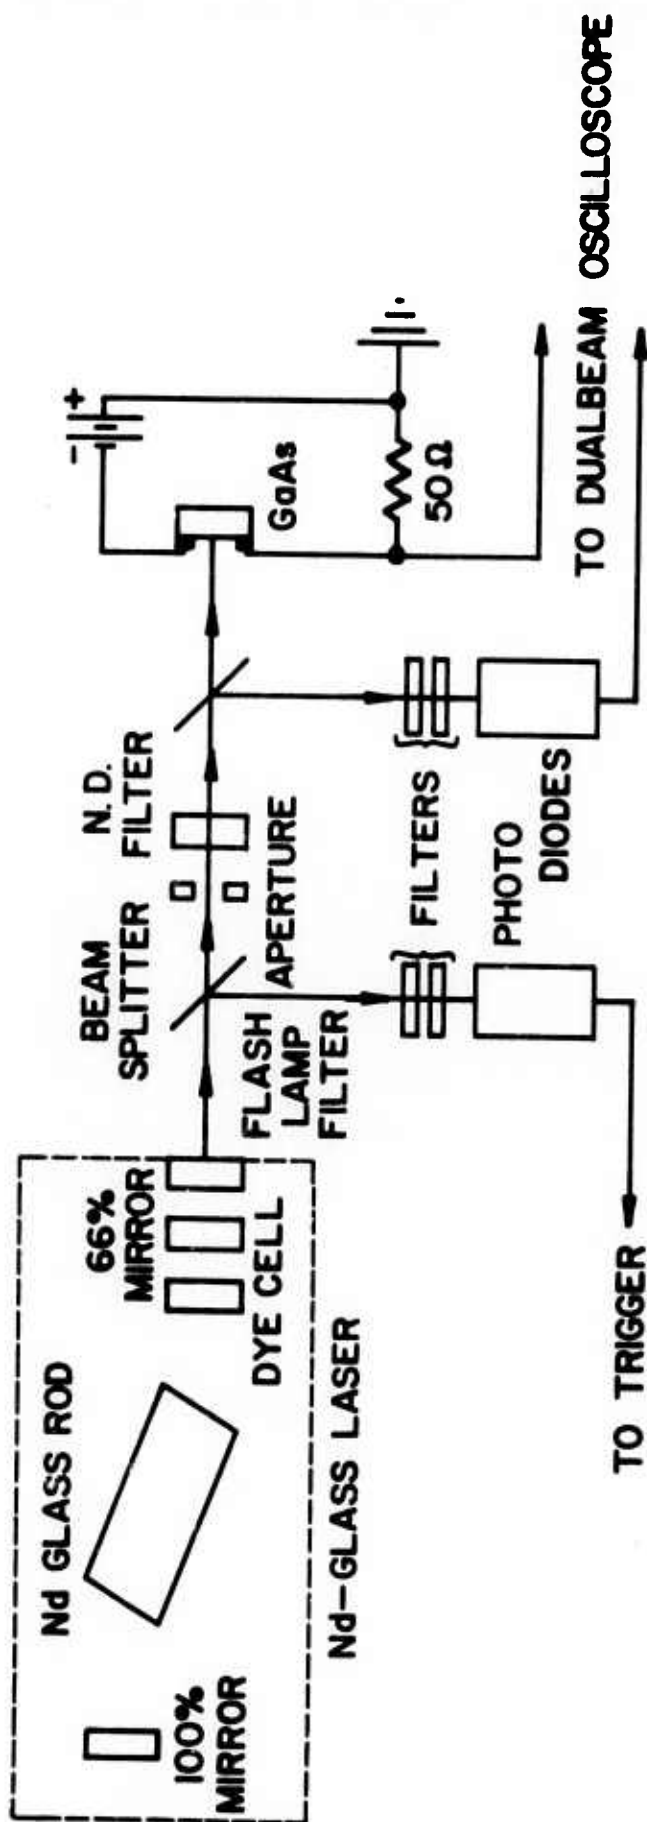 100%
MIRROR
Nd GLASS ROD
66%
MIRROR
DYE CELL
Nd-GLASS LASER
FLASH
LAMP
FILTER
BEAM
SPLITTER
APERTURE
N.D.
FILTER
GaAs
- +
50Ω
FILTERS
PHOTO
DIODES
TO TRIGGER
TO DUALBEAM OSCILLOSCOPE